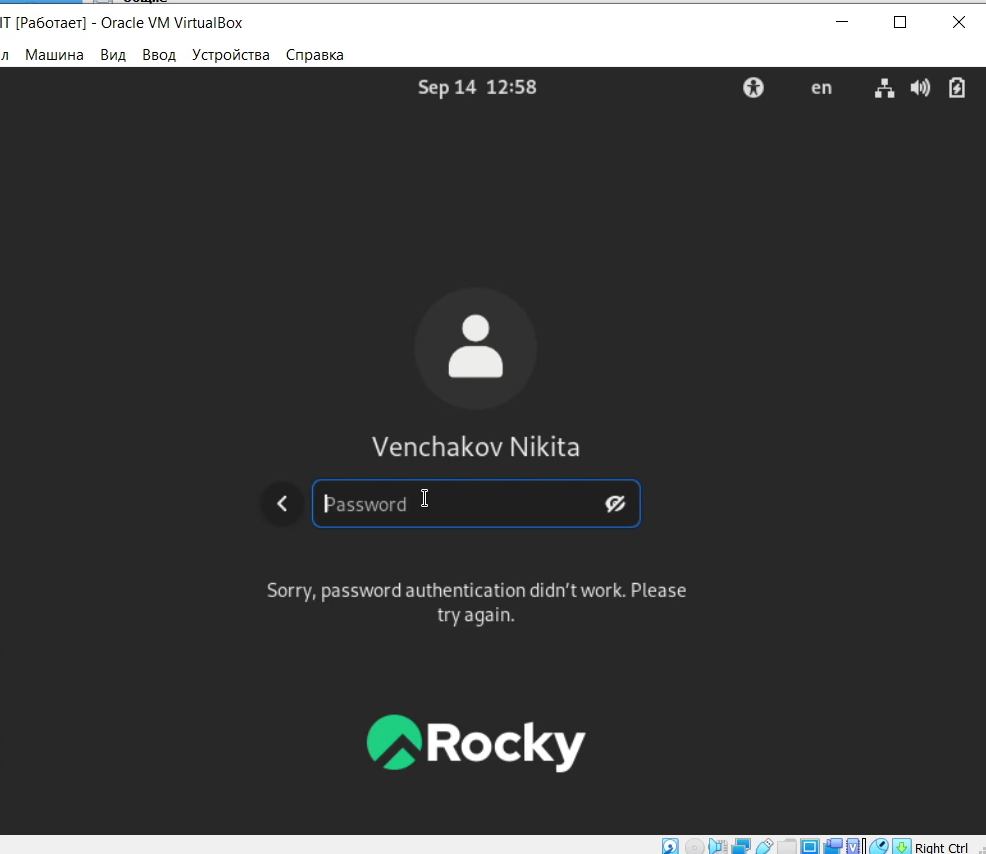 IT [Работает] - Oracle VM VirtualBox
л Машина Вид Ввод Устройства Справка
Sep 14 12:58
en
Venchakov Nikita
Password
Sorry, password authentication didn't work. Please
try again.
Rocky
Right Ctrl